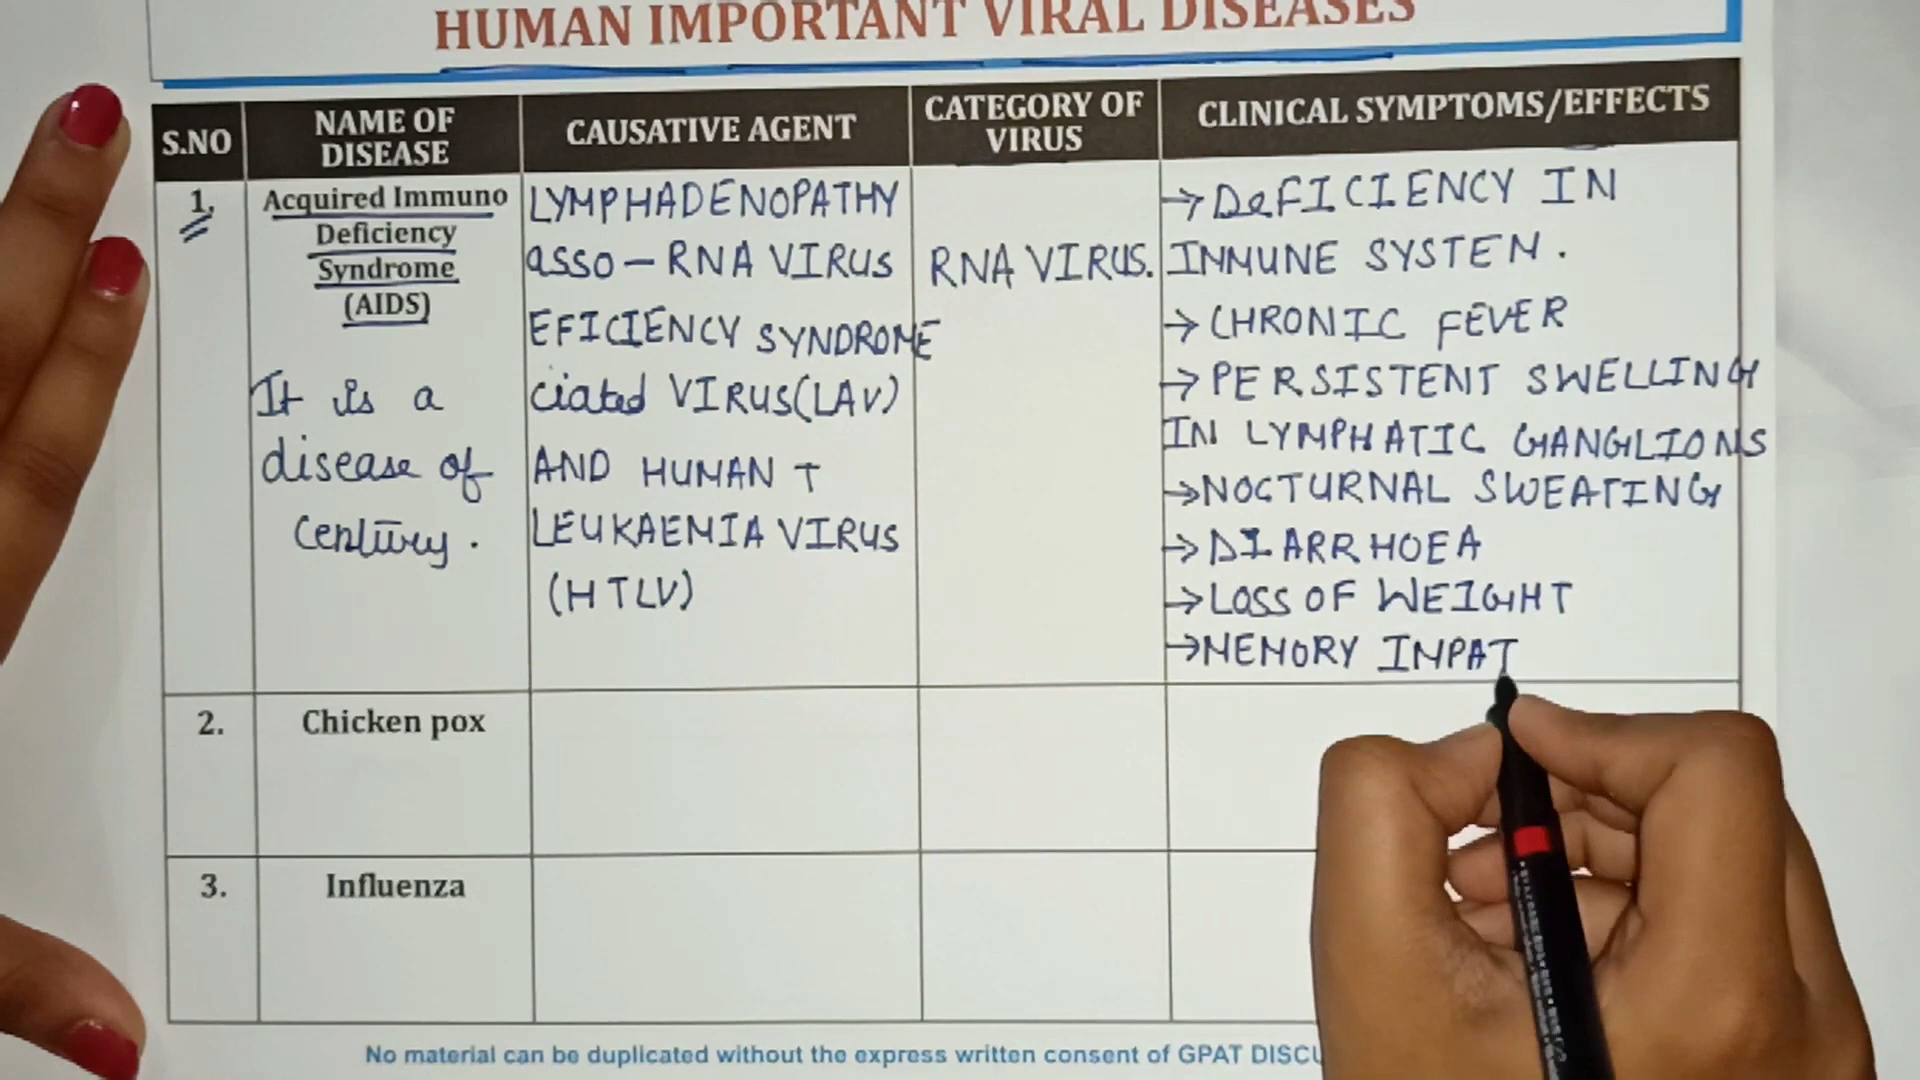 HUMAN IMPORTANT VIRAL DISEASES
S.NO
NAME OF
DISEASE
CAUSATIVE AGENT
CATEGORY OF
VIRUS
CLINICAL SYMPTOMS/EFFECTS
1.
Acquired Immuno
Deficiency
Syndrome
(AIDS)
It is a
disease of
century.
LYMPHADENOPATHY
asso - RNA VIRUS
EFICIENCY SYNDROME
ciated VIRUS(LAV)
AND HUMAN T
LEUKAEMIA VIRUS
(HTLV)
RNA VIRUS.
→ DeFICIENCY IN
IMMUNE SYSTEM.
→ CHRONIC FEVER
→ PERSISTENT SWELLING
IN LYMPHATIC GANGLIONS
→ NOCTURNAL SWEATING
→ DIARRHOEA
→ LOSS OF WEIGHT
→ MEMORY IMPAI
2.
Chicken pox
3.
Influenza
No material can be duplicated without the express written consent of GPAT DISCU